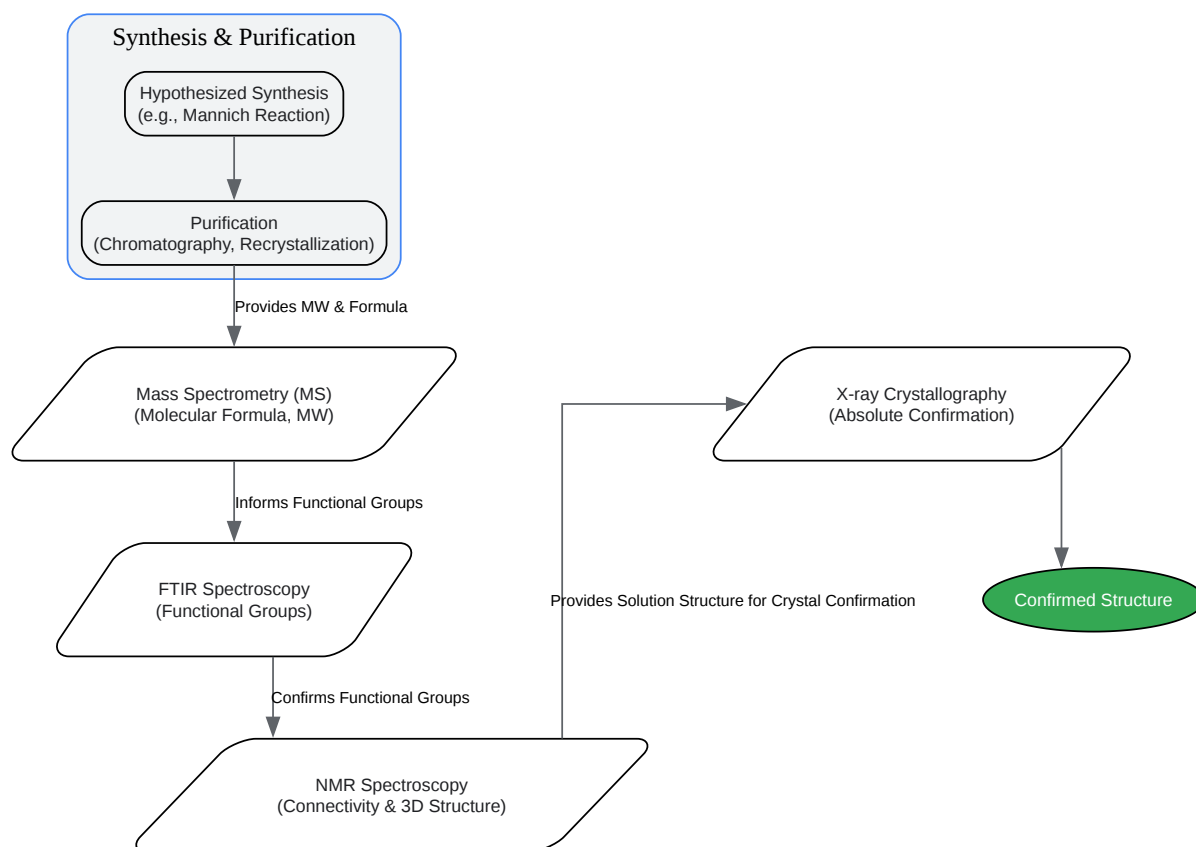 Synthesis & Purification
Hypothesized Synthesis
(e.g., Mannich Reaction)
Purification
(Chromatography, Recrystallization)
Provides MW & Formula
Mass Spectrometry (MS)
(Molecular Formula, MW)
Informs Functional Groups
FTIR Spectroscopy
(Functional Groups)
Confirms Functional Groups
NMR Spectroscopy
(Connectivity & 3D Structure)
Provides Solution Structure for Crystal Confirmation
X-ray Crystallography
(Absolute Confirmation)
Confirmed Structure